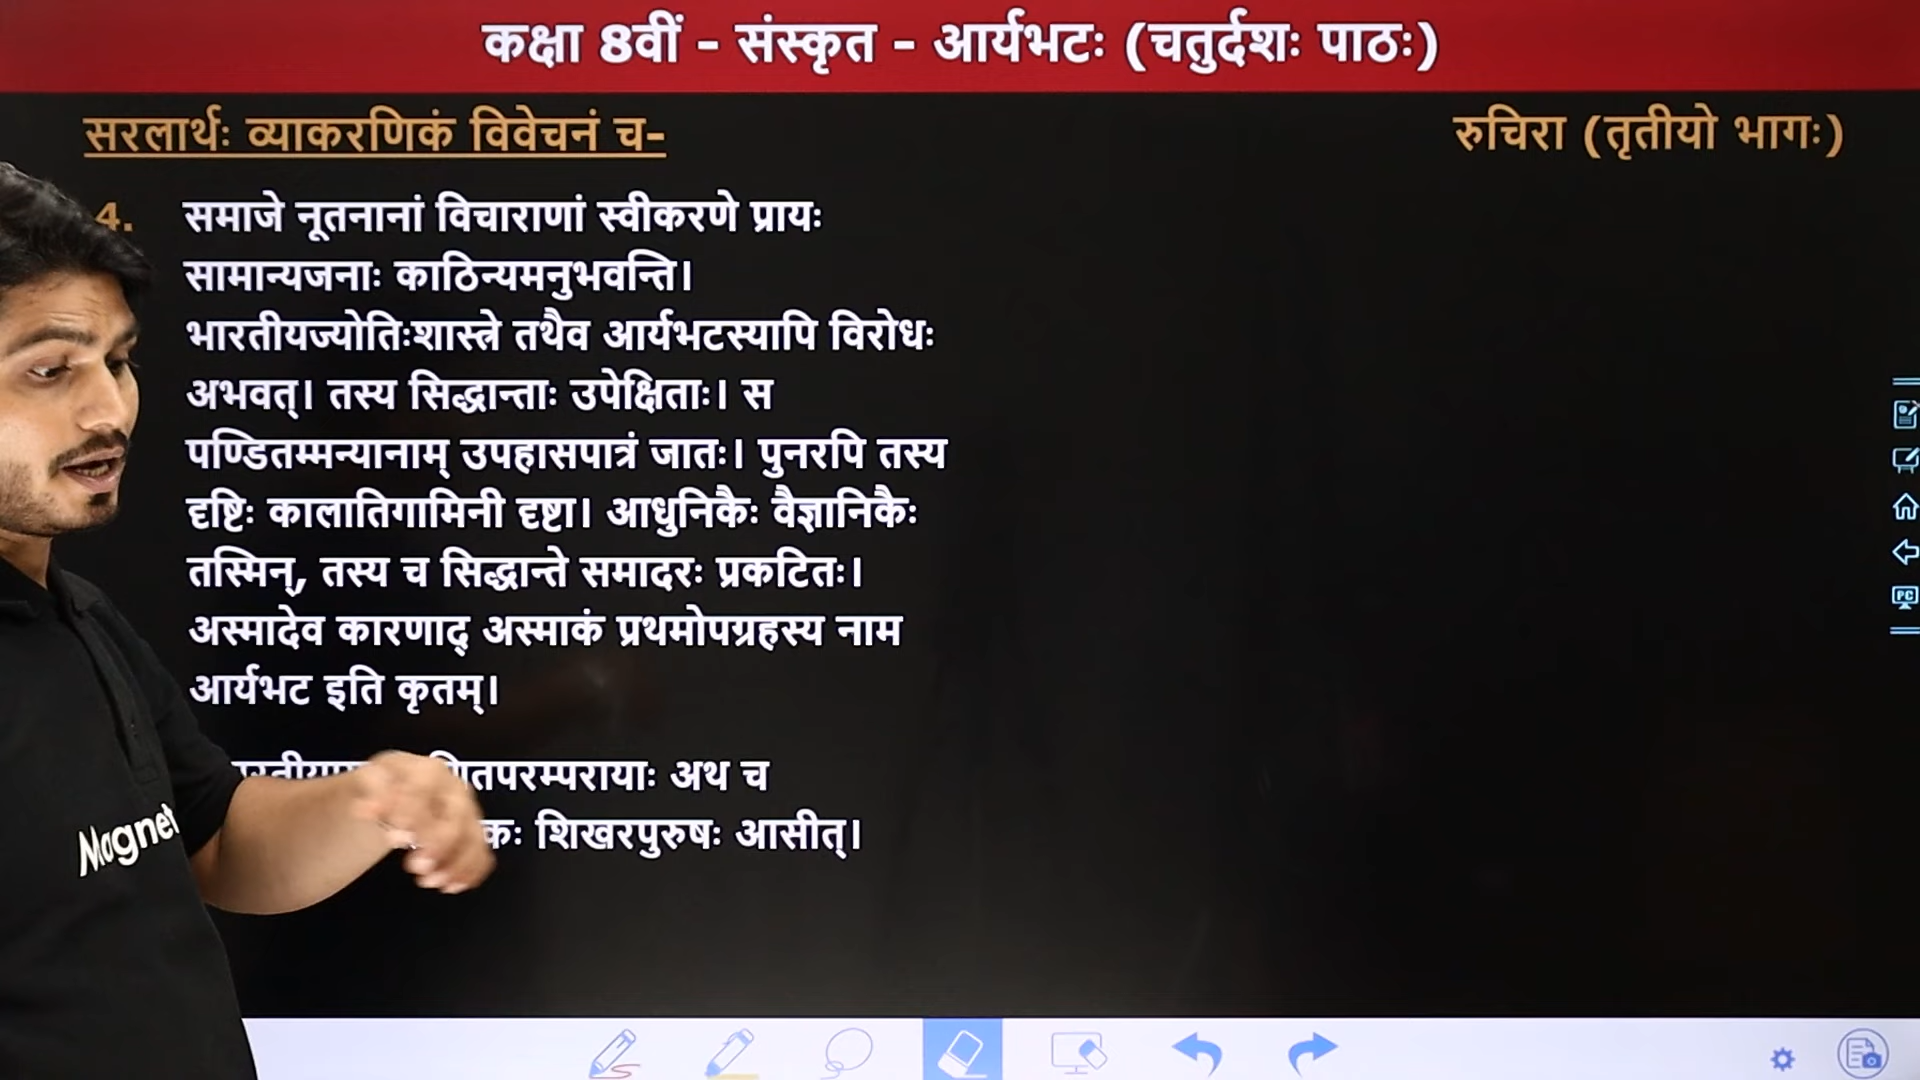 कक्षा 8वीं - संस्कृत - आर्यभटः (चतुर्दशः पाठः)
सरलार्थः व्याकरणिकं विवेचनं च-
रुचिरा (तृतीयो भागः)
4. समाजे नूतनानां विचाराणां स्वीकरणे प्रायः
सामान्यजनाः काठिन्यमनुभवन्ति।
भारतीयज्योतिःशास्त्रे तथैव आर्यभटस्यापि विरोधः
अभवत्। तस्य सिद्धान्ताः उपेक्षिताः। स
पण्डितम्मन्यानाम् उपहासपात्रं जातः। पुनरपि तस्य
दृष्टिः कालातिगामिनी दृष्टा। आधुनिकैः वैज्ञानिकैः
तस्मिन्, तस्य च सिद्धान्ते समादरः प्रकटितः।
अस्मादेव कारणाद् अस्माकं प्रथमोपग्रहस्य नाम
आर्यभट इति कृतम्।
अथ च
शिखरपुरुषः आसीत्।
Magnet
PC